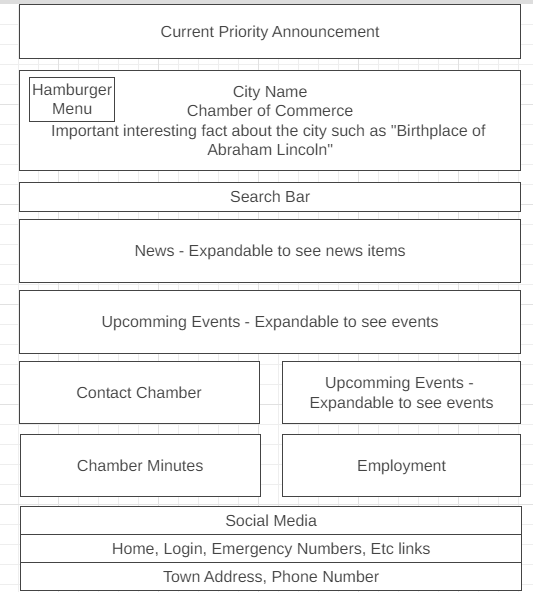 Current Priority Announcement
Hamburger
Menu
City Name
Chamber of Commerce
Important interesting fact about the city such as "Birthplace of
Abraham Lincoln"
Search Bar
News - Expandable to see news items
Upcomming Events - Expandable to see events
Contact Chamber
Upcomming Events -
Expandable to see events
Chamber Minutes
Employment
Social Media
Home, Login, Emergency Numbers, Etc links
Town Address, Phone Number